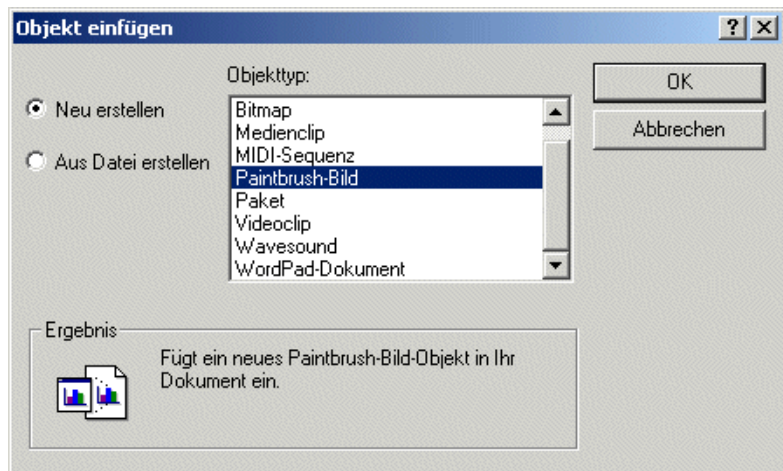 Objekt einfügen
Objekttyp:
Neu erstellen
Aus Datei erstellen
Bitmap
Medienclip
MIDI-Sequenz
Paintbrush-Bild
Paket
Videoclip
Wavesound
WordPad-Dokument
OK
Abbrechen
Ergebnis
Fügt ein neues Paintbrush-Bild-Objekt in Ihr
Dokument ein.